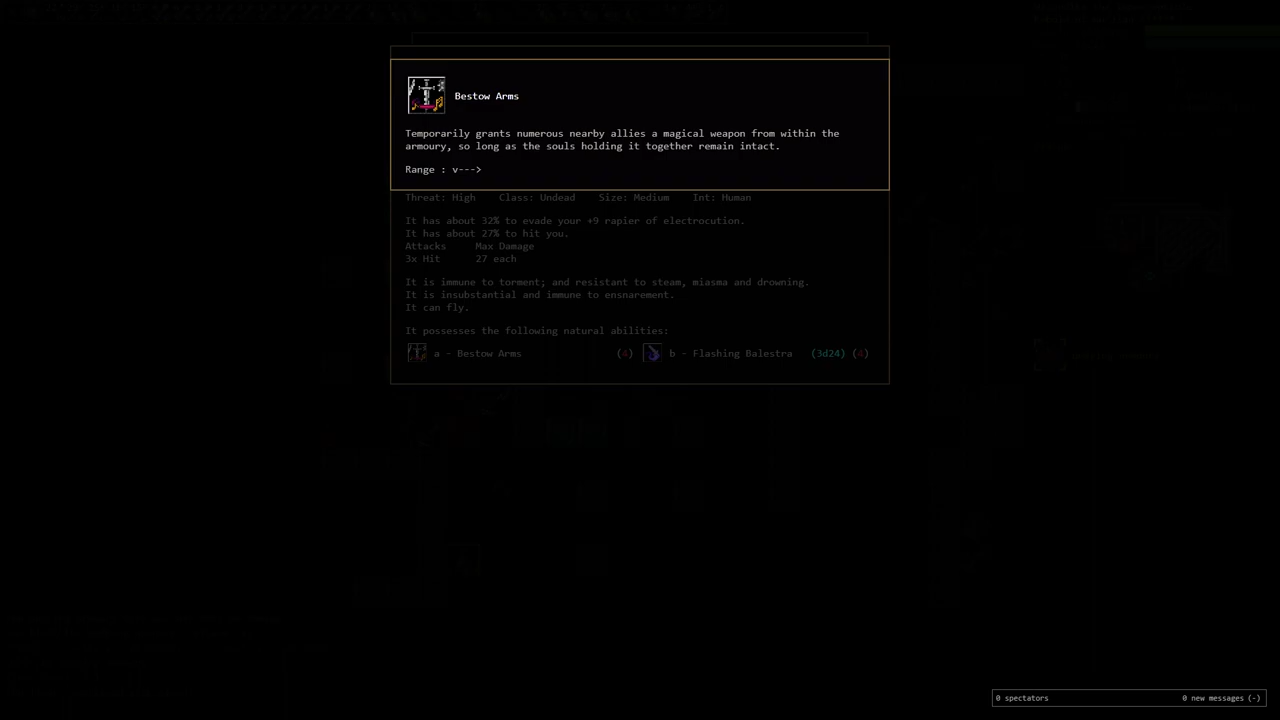 Bestow Arms
Temporarily grants numerous nearby allies a magical weapon from within the
armoury, so long as the souls holding it together remain intact.
Range : v--->
Threat: High Class: Undead Size: Medium Int: Human
It has about 32% to evade your +9 rapier of electrocution.
It has about 27% to hit you.
Attacks Max Damage
3x Hit 27 each
It is immune to torment; and resistant to steam, miasma and drowning.
It is insubstantial and immune to ensnarement.
It can fly.
It possesses the following natural abilities:
a - Bestow Arms (4) b - Flashing Balestra (3d24) (4)
0 spectators 0 new messages (-)